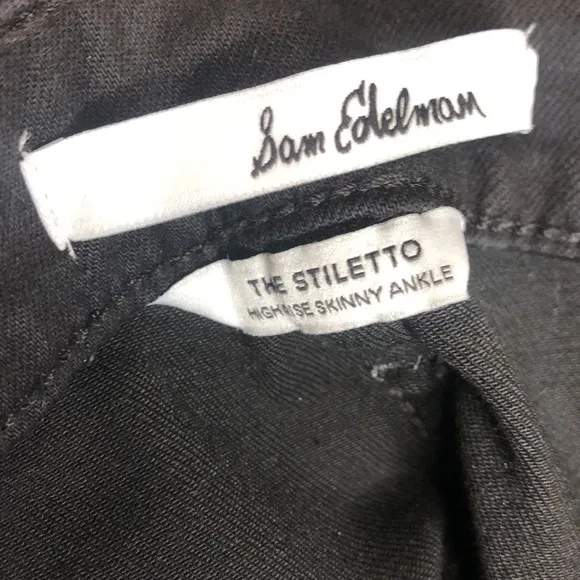 Sam Edelman
THE STILETTO
HIGHRISE SKINNY ANKLE